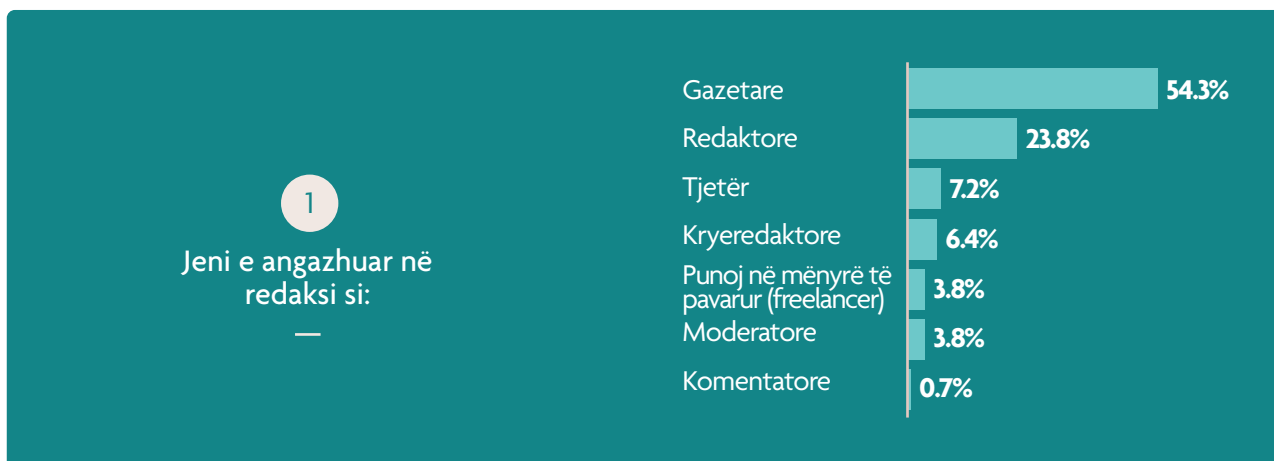 1
Jeni e angazhuar në
redaksi si:
Gazetare 54.3%
Redaktore 23.8%
Tjetër 7.2%
Kryeredaktore 6.4%
Punoj në mënyrë të
pavarur (freelancer) 3.8%
Moderatore 3.8%
Komentatore 0.7%